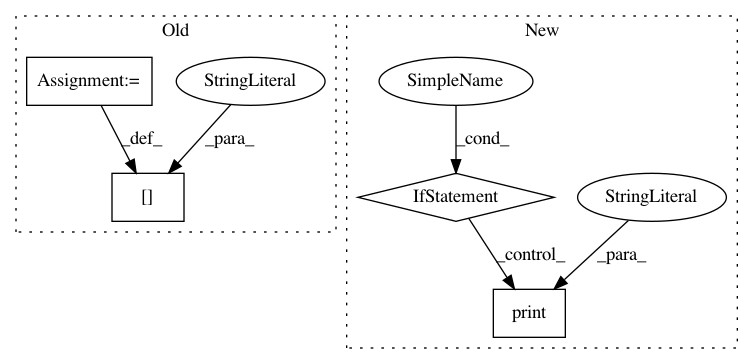 Old
New
Assignment:=
StringLiteral
SimpleName
_def_
_para_
_cond_
[]
IfStatement
StringLiteral
_control_
_para_
print